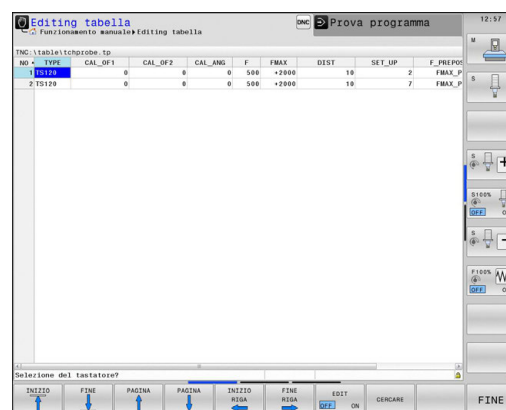 Editing tabella
DNC
Prova programma
12:57
Funzionamento manuale▸Editing tabella
TNC:\table\tchprobe.tp
NO TYPE CAL_OF1 CAL_OF2 CAL_ANG F FMAX DIST SET_UP F_PREPOS
1 TS120 0 0 0 500 +2000 10 2 FMAX_P
2 TS120 0 0 0 500 +2000 10 7 FMAX_P
M
S
S
S100%
OFF
S
F100%
OFF
Selezione del tastatore?
INIZIO
FINE
PAGINA
PAGINA
INIZIO RIGA
FINE RIGA
EDIT
OFF ON
CERCARE
FINE